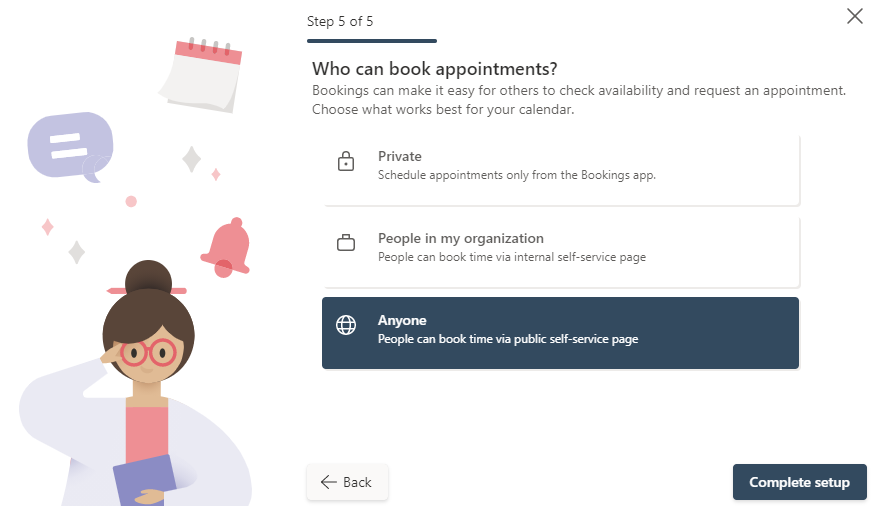 Step 5 of 5
Who can book appointments?
Bookings can make it easy for others to check availability and request an appointment.
Choose what works best for your calendar.
Private
Schedule appointments only from the Bookings app.
People in my organization
People can book time via internal self-service page
Anyone
People can book time via public self-service page
Back
Complete setup